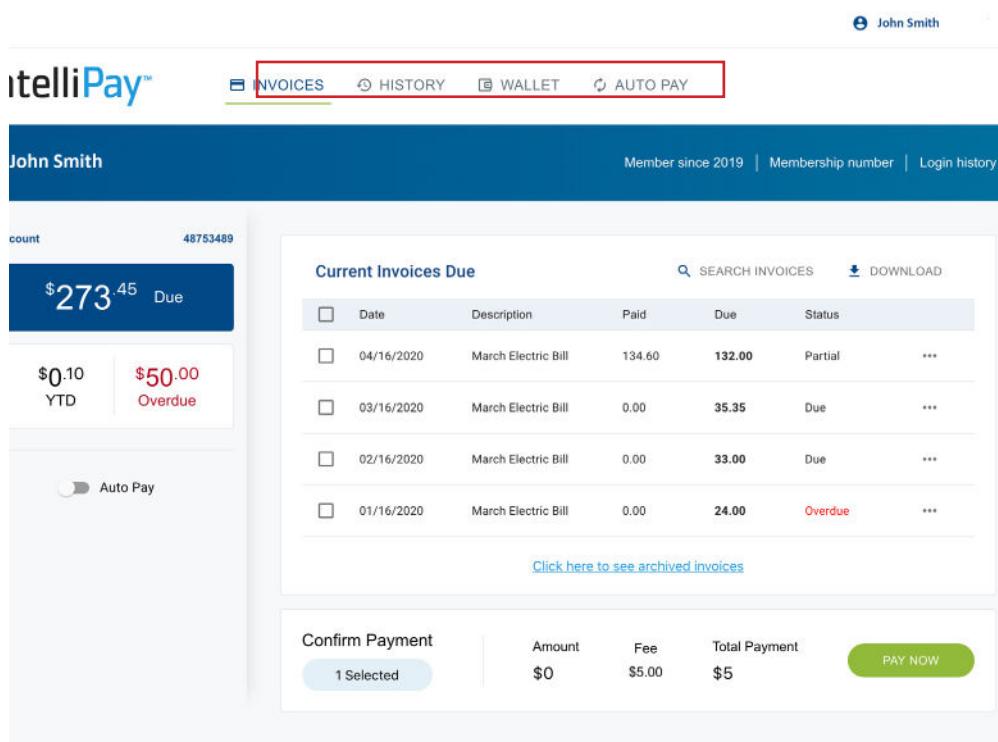 John Smith
ntelliPay™
INVOICES HISTORY WALLET AUTO PAY
John Smith
Member since 2019 | Membership number | Login history
count 48753489
$273.45 Due
$0.10 $50.00
YTD Overdue
Auto Pay
Current Invoices Due SEARCH INVOICES DOWNLOAD
Date Description Paid Due Status
04/16/2020 March Electric Bill 134.60 132.00 Partial
03/16/2020 March Electric Bill 0.00 35.35 Due
02/16/2020 March Electric Bill 0.00 33.00 Due
01/16/2020 March Electric Bill 0.00 24.00 Overdue
Click here to see archived invoices
Confirm Payment Amount Fee Total Payment
1 Selected $0 $5.00 $5 PAY NOW